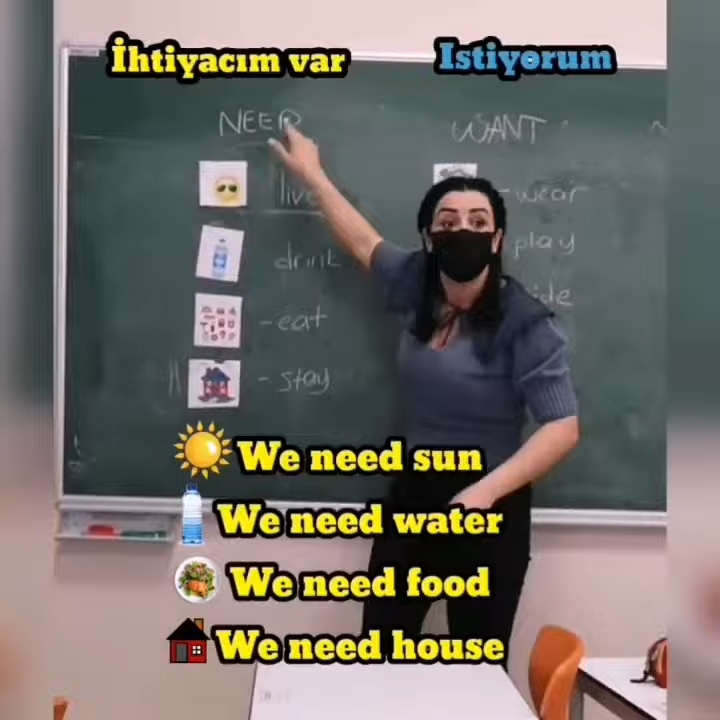 İhtiyacım var
Istiyorum
NEED
WANT
live
- wear
drink
play
- eat
ide
- stay
We need sun
We need water
We need food
We need house